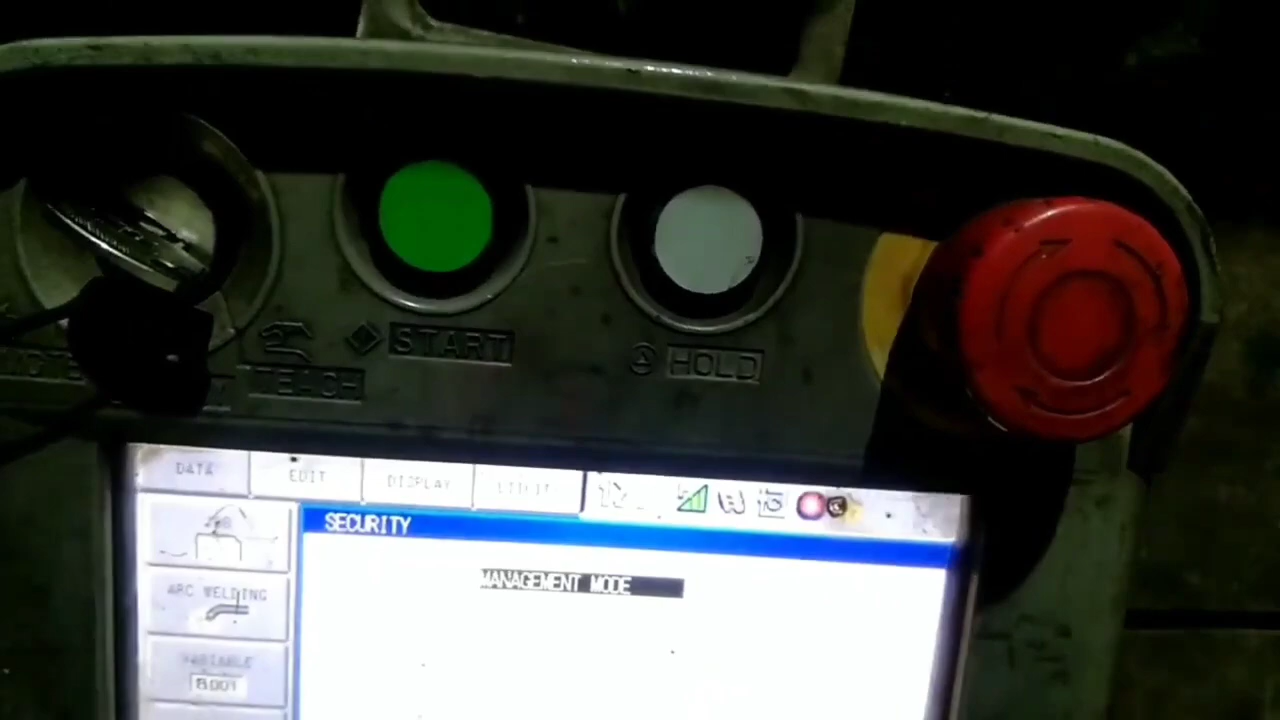 TEACH
START
HOLD
DATA
EDIT
DISPLAY
UTILITY
SECURITY
MANAGEMENT MODE
ARC WELDING
VARIABLE
B001